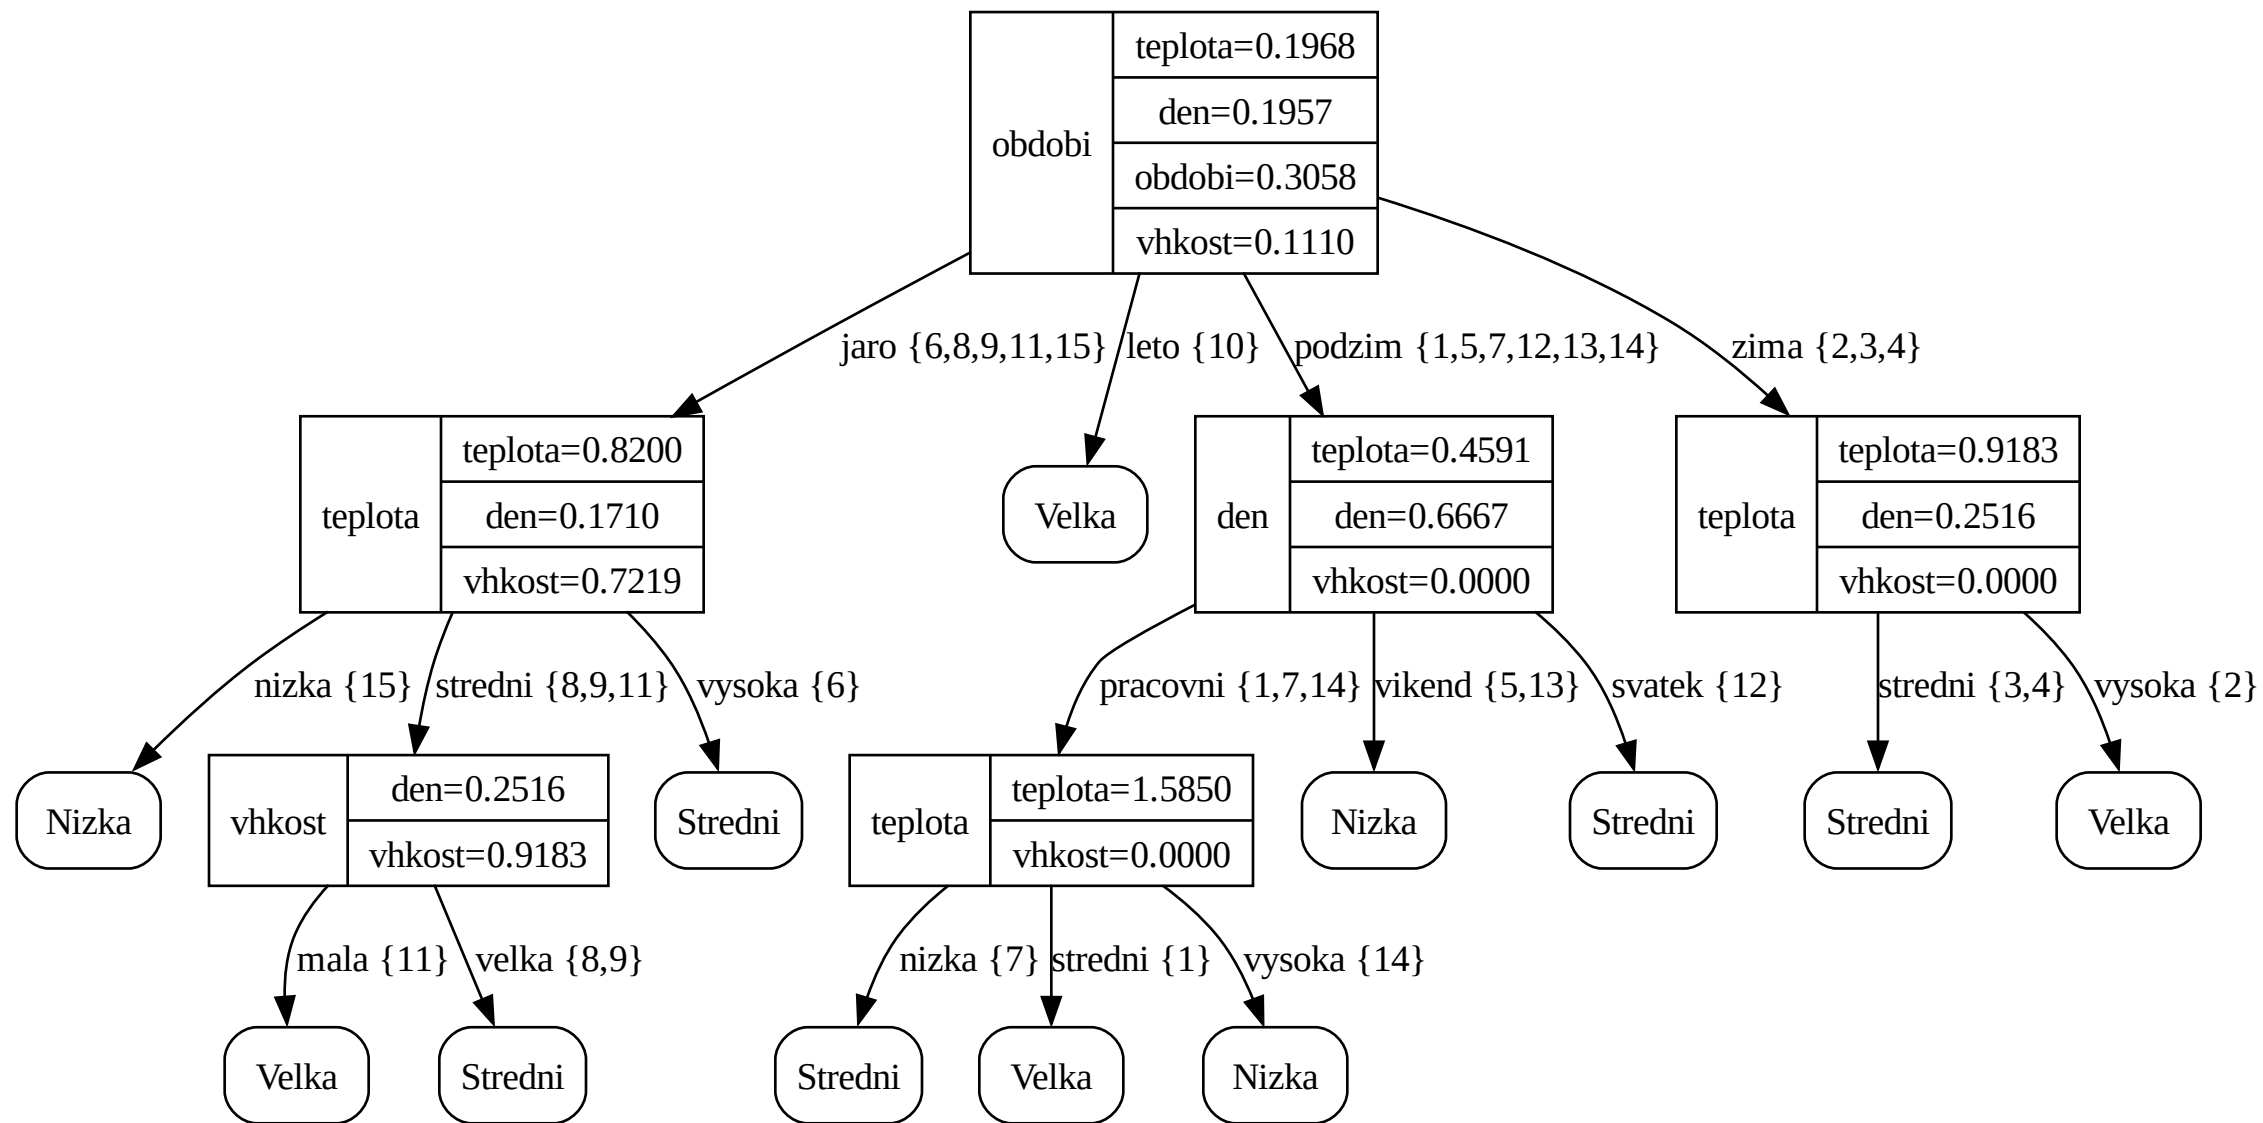 obdobi
teplota=0.1968
den=0.1957
obdobi=0.3058
vhkost=0.1110
jaro {6,8,9,11,15}
leto {10}
podzim {1,5,7,12,13,14}
zima {2,3,4}
teplota
teplota=0.8200
den=0.1710
vhkost=0.7219
Velka
den
teplota=0.4591
den=0.6667
vhkost=0.0000
teplota
teplota=0.9183
den=0.2516
vhkost=0.0000
nizka {15}
stredni {8,9,11}
vysoka {6}
pracovni {1,7,14}
vikend {5,13}
svatek {12}
stredni {3,4}
vysoka {2}
Nizka
vhkost
den=0.2516
vhkost=0.9183
Stredni
teplota
teplota=1.5850
vhkost=0.0000
Nizka
Stredni
Stredni
Velka
mala {11}
velka {8,9}
nizka {7}
stredni {1}
vysoka {14}
Velka
Stredni
Stredni
Velka
Nizka